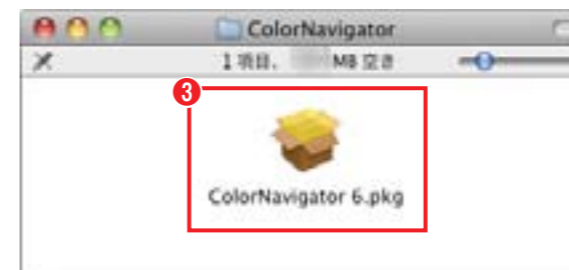 ColorNavigator
1 項目、 MB 空き
3
ColorNavigator 6.pkg